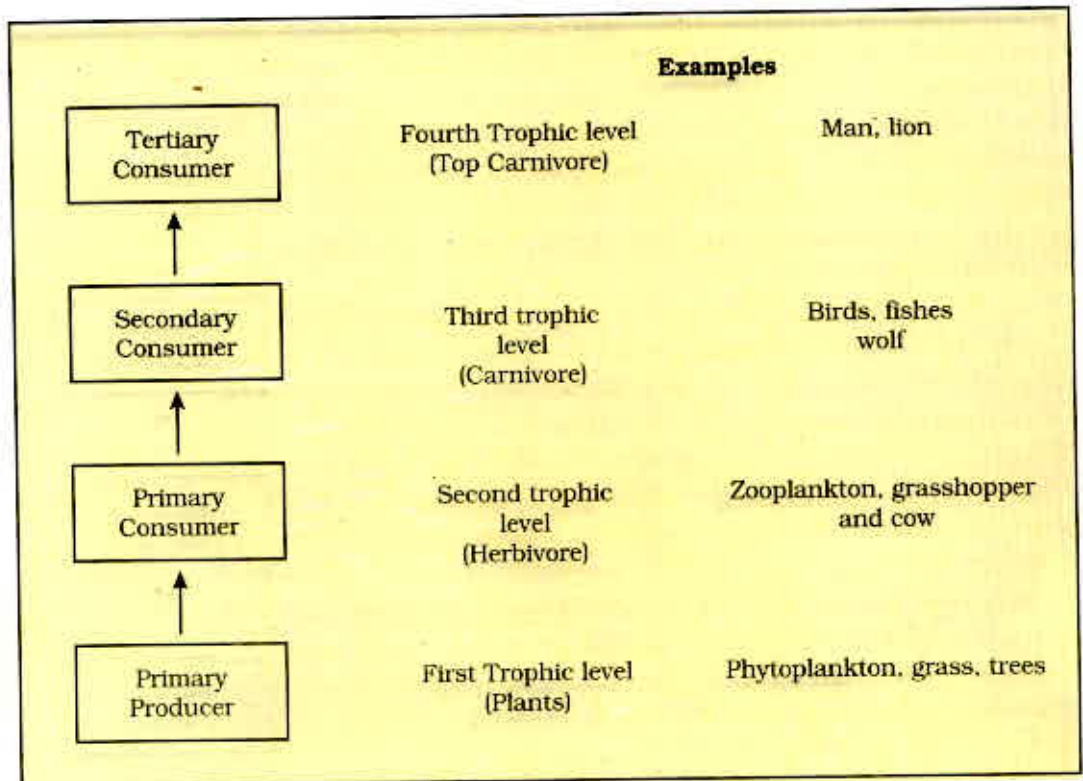 Examples
Tertiary
Consumer
Fourth Trophic level
(Top Carnivore)
Man, lion
Secondary
Consumer
Third trophic
level
(Carnivore)
Birds, fishes
wolf
Primary
Consumer
Second trophic
level
(Herbivore)
Zooplankton, grasshopper
and cow
Primary
Producer
First Trophic level
(Plants)
Phytoplankton, grass, trees